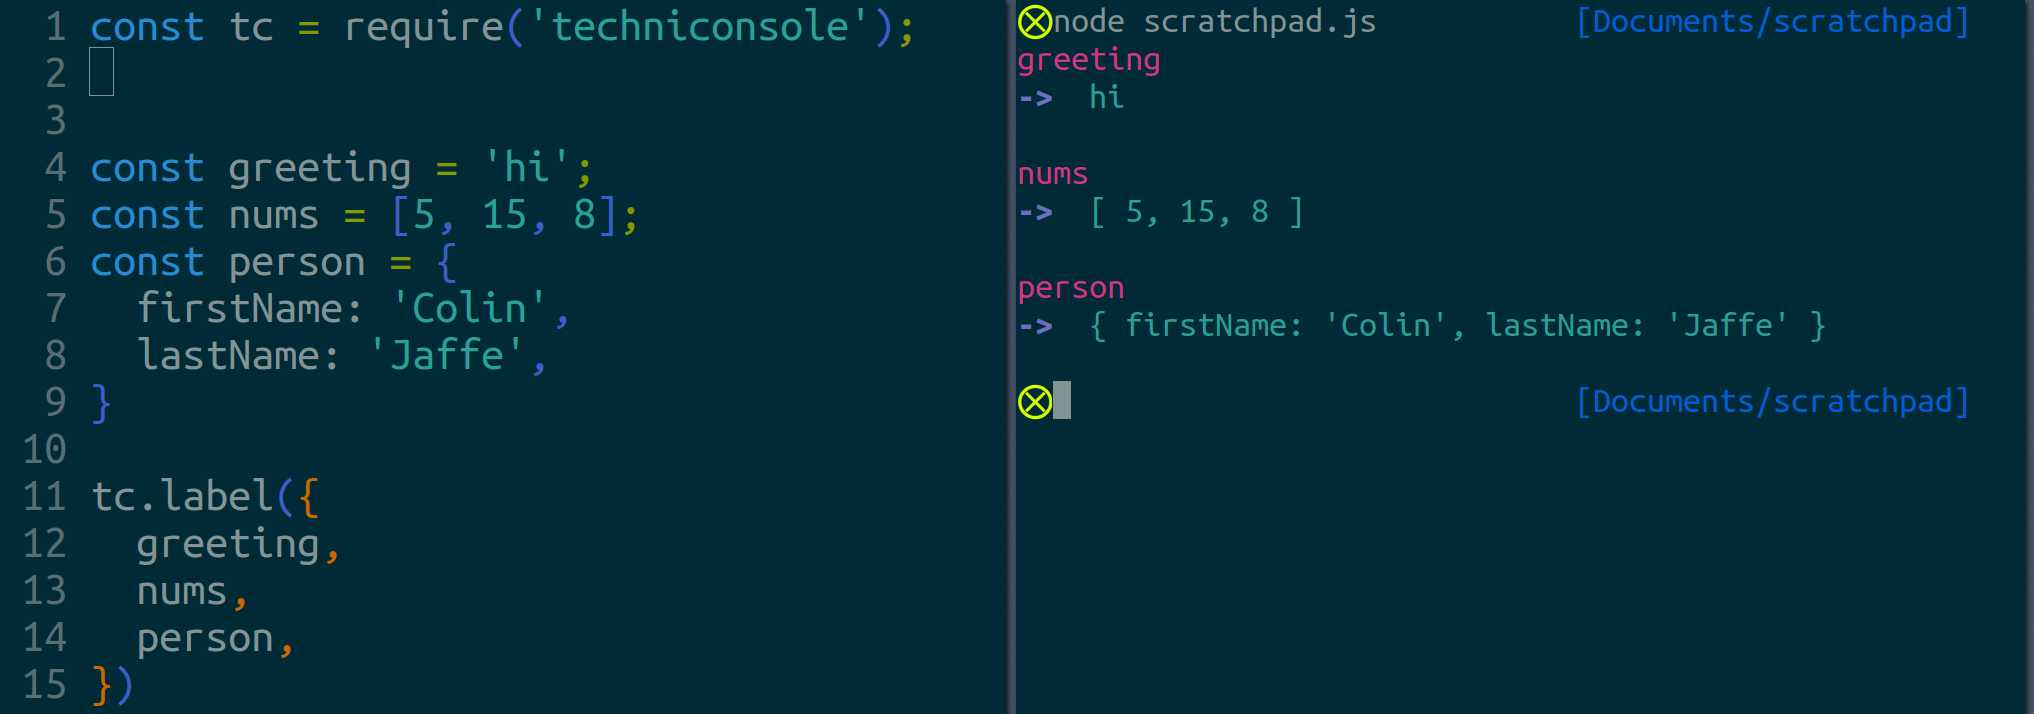 1 const tc = require('techniconsole');
2
3
4 const greeting = 'hi';
5 const nums = [5, 15, 8];
6 const person = {
7   firstName: 'Colin',
8   lastName: 'Jaffe',
9 }
10
11 tc.label({
12   greeting,
13   nums,
14   person,
15 })
node scratchpad.js [Documents/scratchpad]
greeting
->  hi
nums
->  [ 5, 15, 8 ]
person
->  { firstName: 'Colin', lastName: 'Jaffe' }
[Documents/scratchpad]